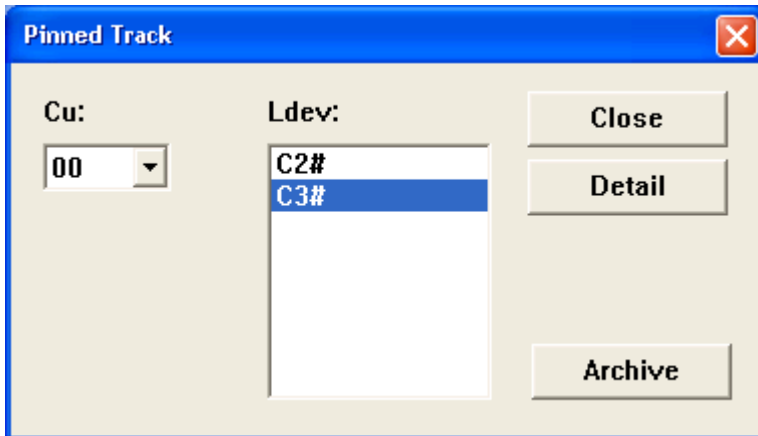 Pinned Track
Cu:
00
Ldev:
C2#
C3#
Close
Detail
Archive